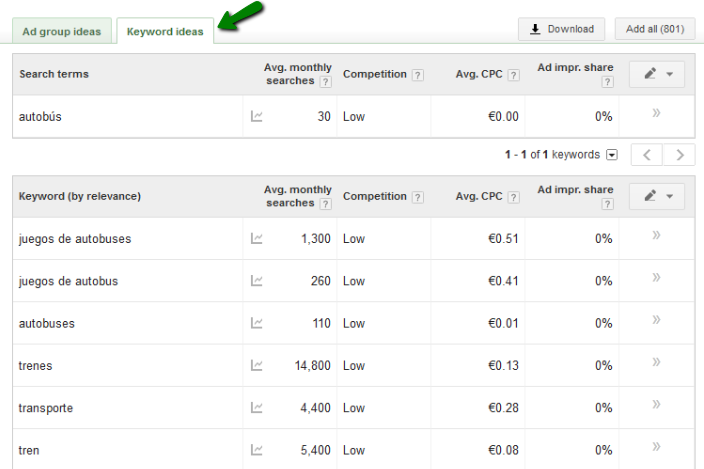 Ad group ideas Keyword ideas Download Add all (801)
Search terms Avg. monthly searches ? Competition ? Avg. CPC ? Ad impr. share ?
autobús 30 Low €0.00 0% »
1 - 1 of 1 keywords < >
Keyword (by relevance) Avg. monthly searches ? Competition ? Avg. CPC ? Ad impr. share ?
juegos de autobuses 1,300 Low €0.51 0% »
juegos de autobus 260 Low €0.41 0% »
autobuses 110 Low €0.01 0% »
trenes 14,800 Low €0.13 0% »
transporte 4,400 Low €0.28 0% »
tren 5,400 Low €0.08 0% »